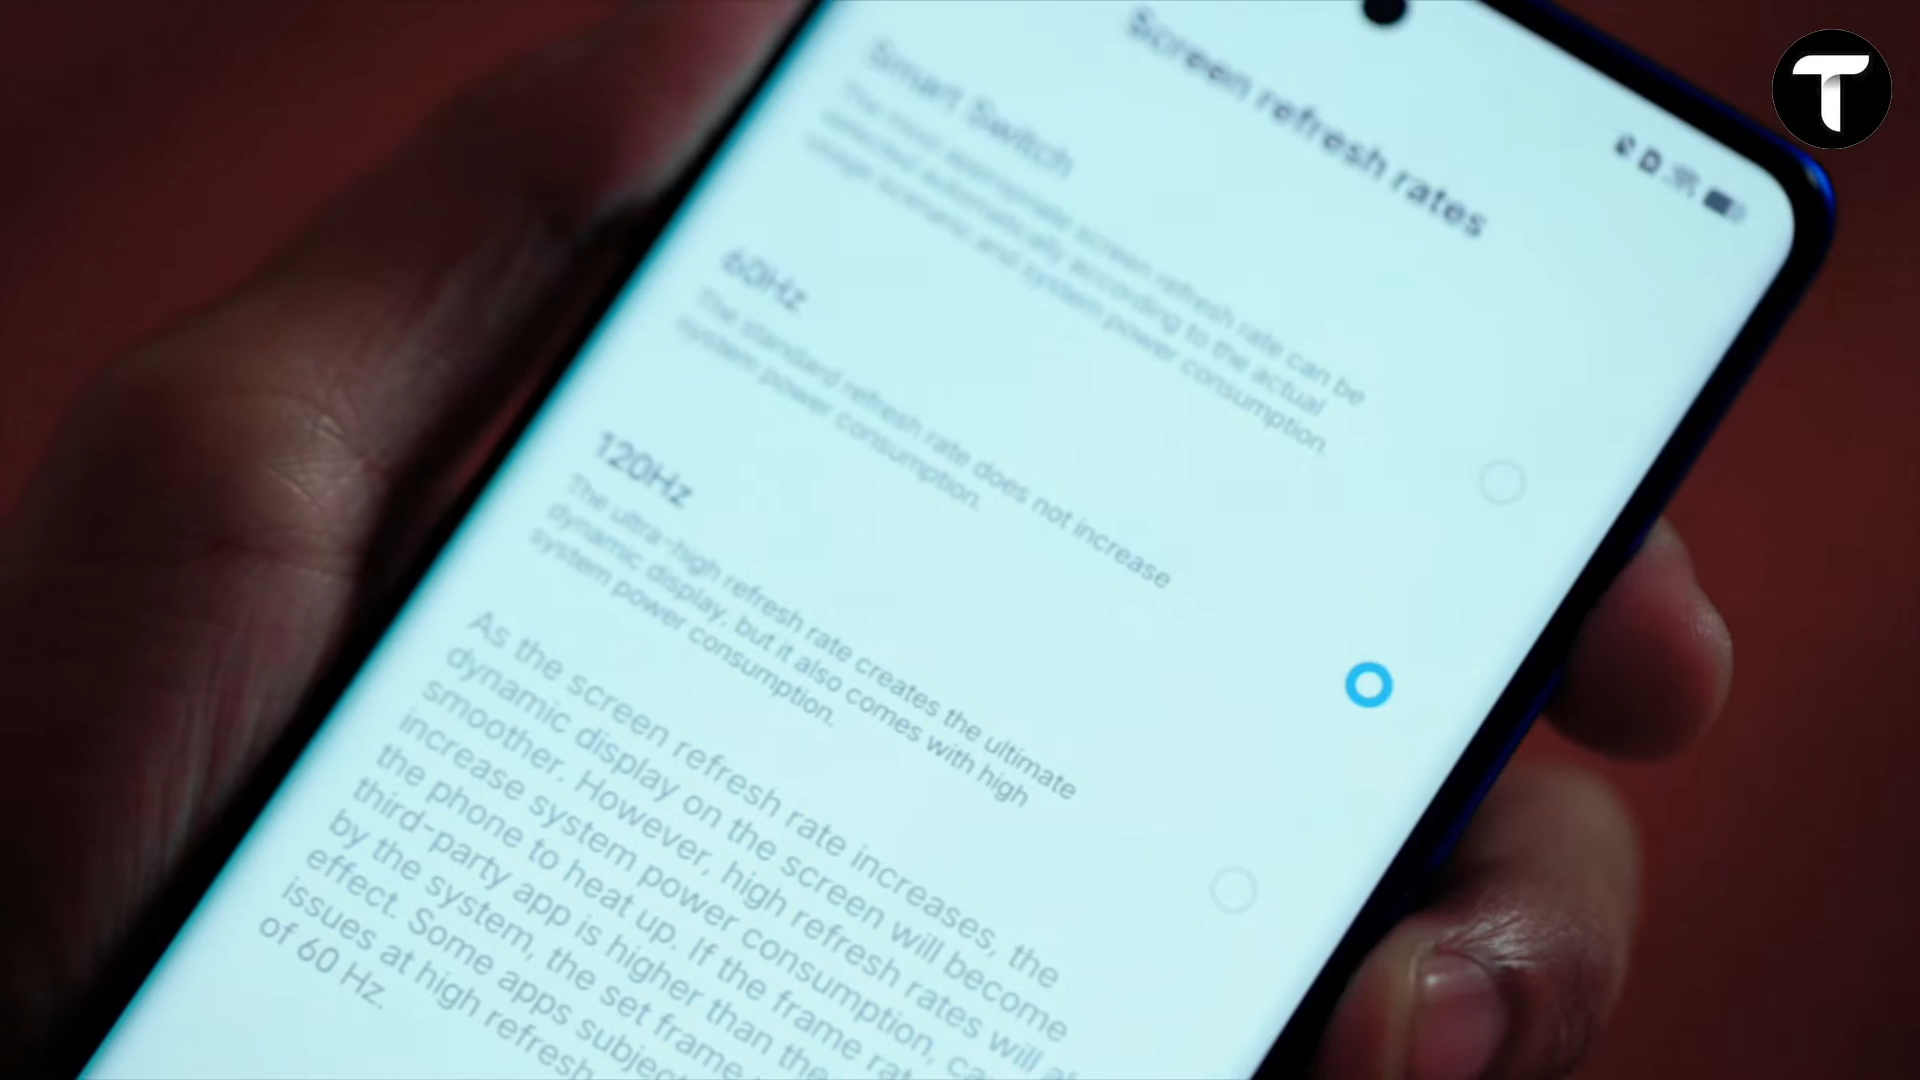 Screen refresh rates
Smart Switch
The most appropriate screen refresh rate can be
selected automatically according to the actual
usage scenario and system power consumption.
60Hz
The standard refresh rate does not increase
system power consumption.
120Hz
The ultra-high refresh rate creates the ultimate
dynamic display, but it also comes with high
system power consumption.
As the screen refresh rate increases, the
dynamic display on the screen will become
smoother. However, high refresh rates will
increase system power consumption,
the phone to heat up. If the frame
third-party app is higher than the
by the system, the set frame
effect. Some apps
issues at high refresh
of 60 Hz.
T